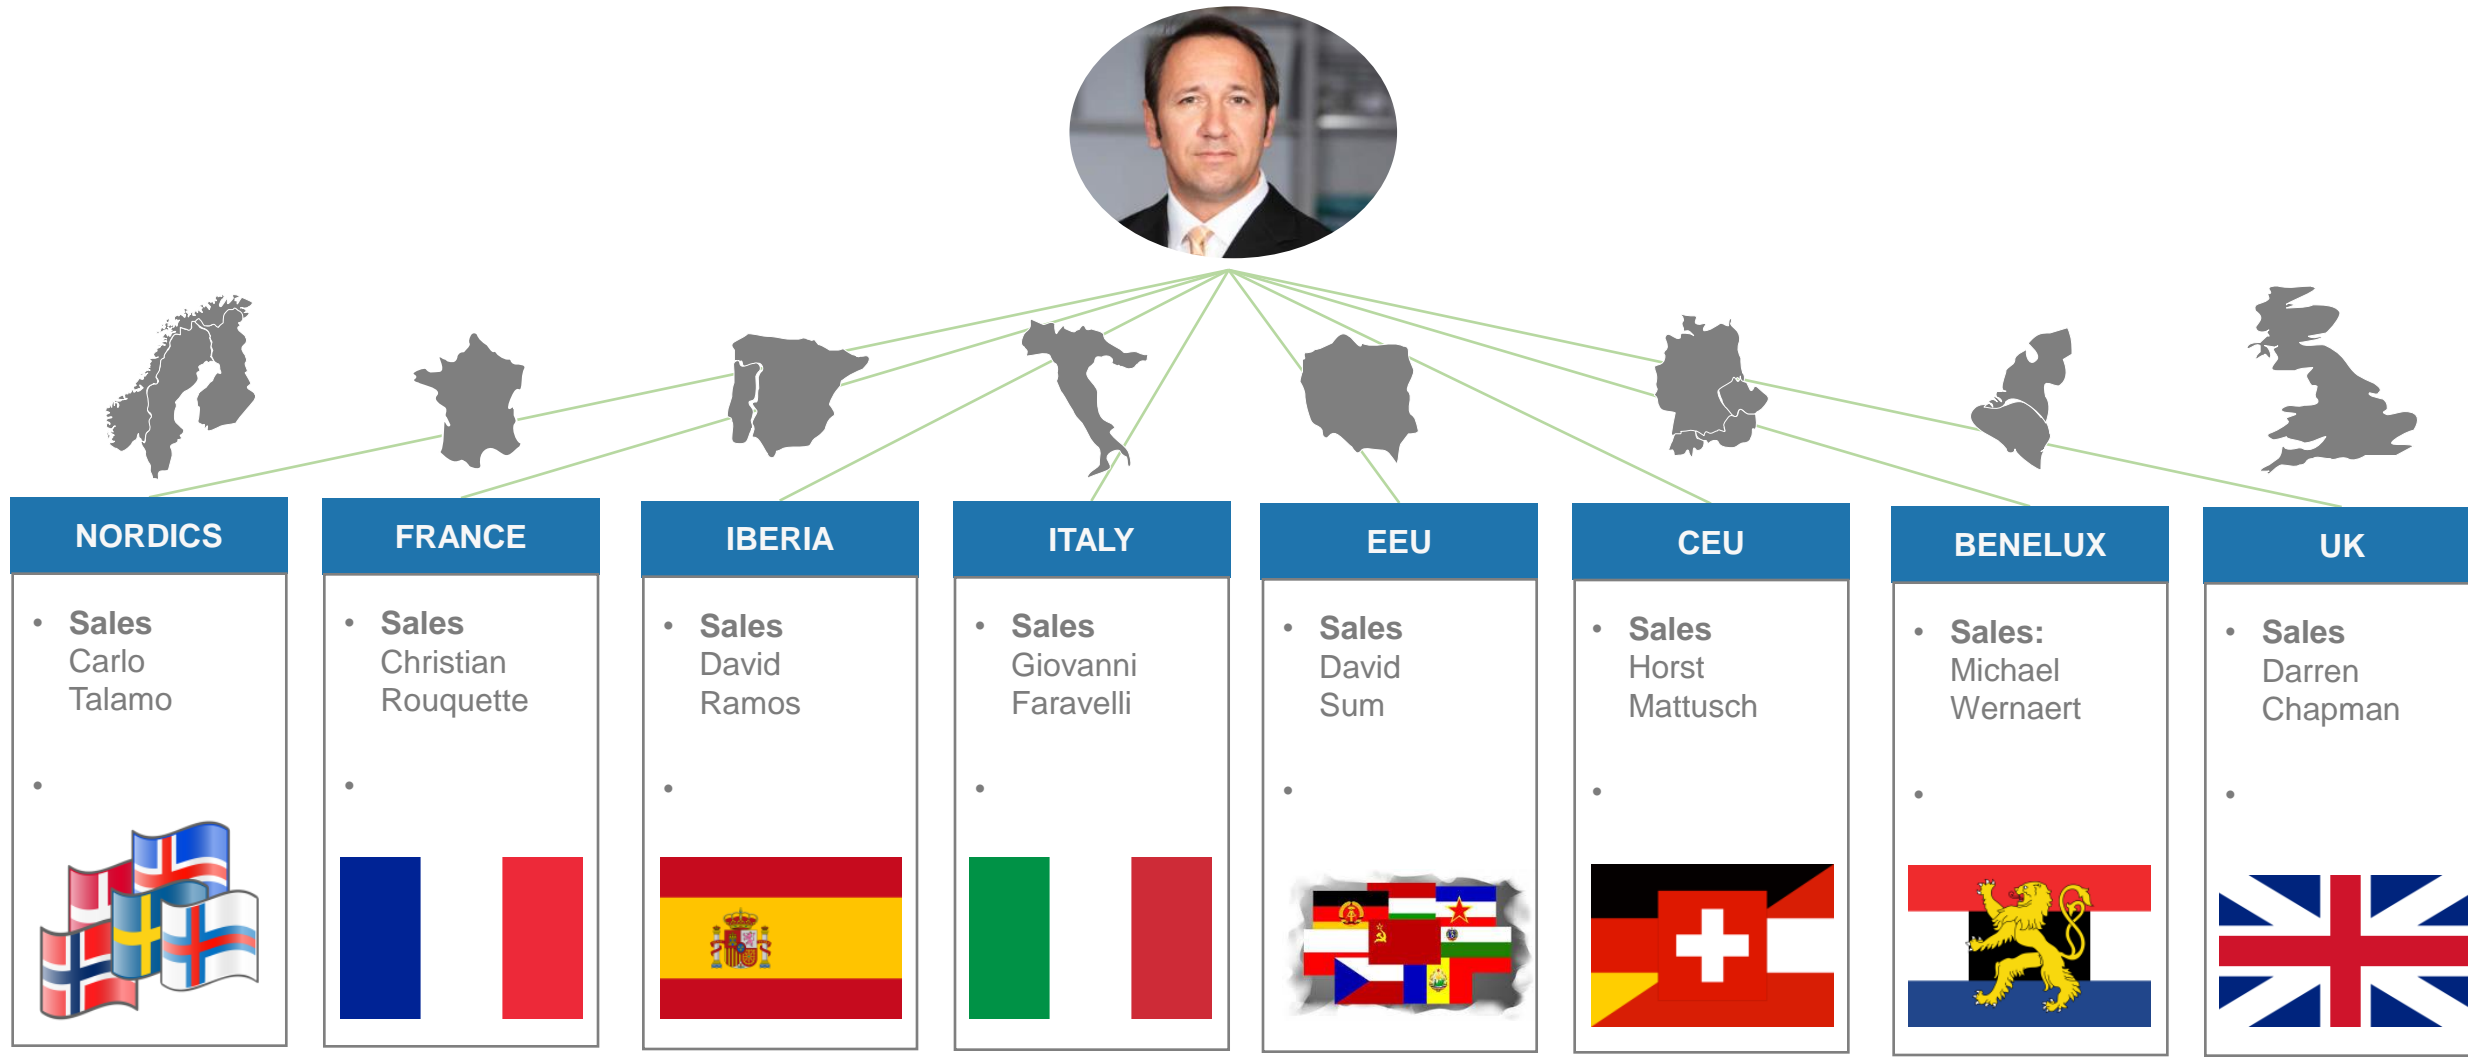 NORDICS
• Sales
Carlo
Talamo
•
FRANCE
• Sales
Christian
Rouquette
•
IBERIA
• Sales
David
Ramos
•
ITALY
• Sales
Giovanni
Faravelli
•
EEU
• Sales
David
Sum
•
CEU
• Sales
Horst
Mattusch
•
BENELUX
• Sales:
Michael
Wernaert
•
UK
• Sales
Darren
Chapman
•